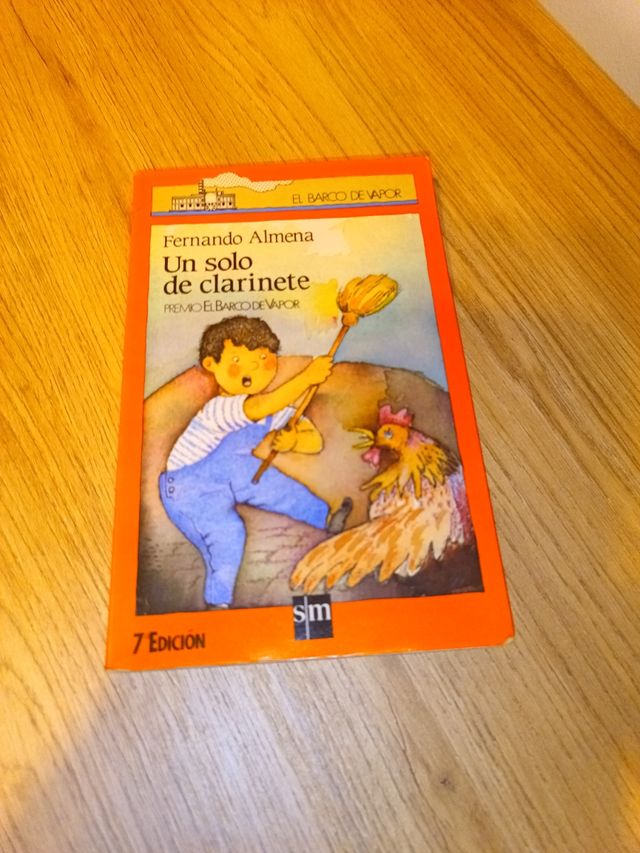 EL BARCO DE VAPOR
Fernando Almena
Un solo
de clarinete
PREMIO EL BARCO DE VAPOR
sm
7 EDICIÓN